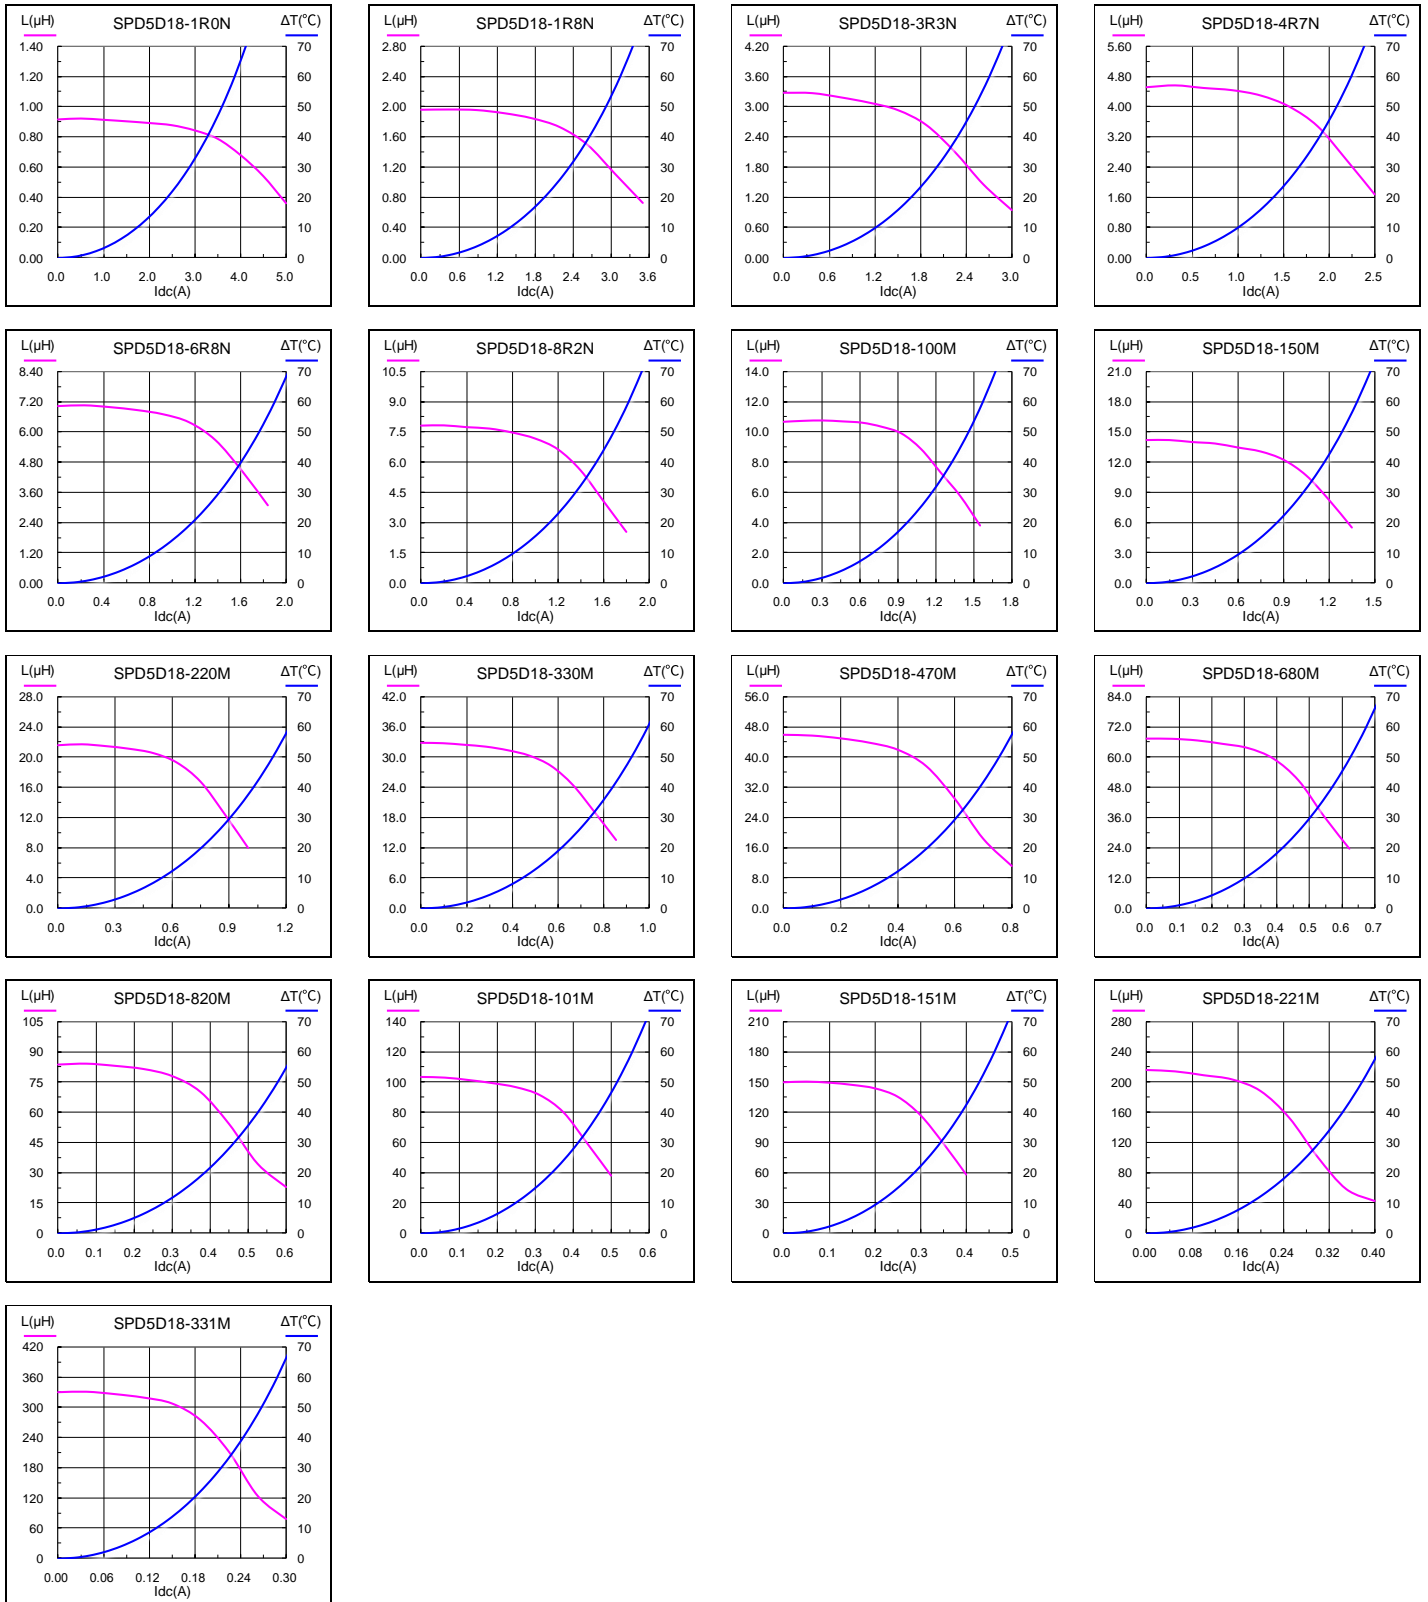 L(μH) SPD5D18-1R0N ΔT(℃)
1.40 70
1.20 60
1.00 50
0.80 40
0.60 30
0.40 20
0.20 10
0.00 0
0.0 1.0 2.0 3.0 4.0 5.0
Idc(A)
L(μH) SPD5D18-1R8N ΔT(℃)
2.80 70
2.40 60
2.00 50
1.60 40
1.20 30
0.80 20
0.40 10
0.00 0
0.0 0.6 1.2 1.8 2.4 3.0 3.6
Idc(A)
L(μH) SPD5D18-3R3N ΔT(℃)
4.20 70
3.60 60
3.00 50
2.40 40
1.80 30
1.20 20
0.60 10
0.00 0
0.0 0.6 1.2 1.8 2.4 3.0
Idc(A)
L(μH) SPD5D18-4R7N ΔT(℃)
5.60 70
4.80 60
4.00 50
3.20 40
2.40 30
1.60 20
0.80 10
0.00 0
0.0 0.5 1.0 1.5 2.0 2.5
Idc(A)
L(μH) SPD5D18-6R8N ΔT(℃)
8.40 70
7.20 60
6.00 50
4.80 40
3.60 30
2.40 20
1.20 10
0.00 0
0.0 0.4 0.8 1.2 1.6 2.0
Idc(A)
L(μH) SPD5D18-8R2N ΔT(℃)
10.5 70
9.0 60
7.5 50
6.0 40
4.5 30
3.0 20
1.5 10
0.0 0
0.0 0.4 0.8 1.2 1.6 2.0
Idc(A)
L(μH) SPD5D18-100M ΔT(℃)
14.0 70
12.0 60
10.0 50
8.0 40
6.0 30
4.0 20
2.0 10
0.0 0
0.0 0.3 0.6 0.9 1.2 1.5 1.8
Idc(A)
L(μH) SPD5D18-150M ΔT(℃)
21.0 70
18.0 60
15.0 50
12.0 40
9.0 30
6.0 20
3.0 10
0.0 0
0.0 0.3 0.6 0.9 1.2 1.5
Idc(A)
L(μH) SPD5D18-220M ΔT(℃)
28.0 70
24.0 60
20.0 50
16.0 40
12.0 30
8.0 20
4.0 10
0.0 0
0.0 0.3 0.6 0.9 1.2
Idc(A)
L(μH) SPD5D18-330M ΔT(℃)
42.0 70
36.0 60
30.0 50
24.0 40
18.0 30
12.0 20
6.0 10
0.0 0
0.0 0.2 0.4 0.6 0.8 1.0
Idc(A)
L(μH) SPD5D18-470M ΔT(℃)
56.0 70
48.0 60
40.0 50
32.0 40
24.0 30
16.0 20
8.0 10
0.0 0
0.0 0.2 0.4 0.6 0.8
Idc(A)
L(μH) SPD5D18-680M ΔT(℃)
84.0 70
72.0 60
60.0 50
48.0 40
36.0 30
24.0 20
12.0 10
0.0 0
0.0 0.1 0.2 0.3 0.4 0.5 0.6 0.7
Idc(A)
L(μH) SPD5D18-820M ΔT(℃)
105 70
90 60
75 50
60 40
45 30
30 20
15 10
0 0
0.0 0.1 0.2 0.3 0.4 0.5 0.6
Idc(A)
L(μH) SPD5D18-101M ΔT(℃)
140 70
120 60
100 50
80 40
60 30
40 20
20 10
0 0
0.0 0.1 0.2 0.3 0.4 0.5 0.6
Idc(A)
L(μH) SPD5D18-151M ΔT(℃)
210 70
180 60
150 50
120 40
90 30
60 20
30 10
0 0
0.0 0.1 0.2 0.3 0.4 0.5
Idc(A)
L(μH) SPD5D18-221M ΔT(℃)
280 70
240 60
200 50
160 40
120 30
80 20
40 10
0 0
0.00 0.08 0.16 0.24 0.32 0.40
Idc(A)
L(μH) SPD5D18-331M ΔT(℃)
420 70
360 60
300 50
240 40
180 30
120 20
60 10
0 0
0.00 0.06 0.12 0.18 0.24 0.30
Idc(A)